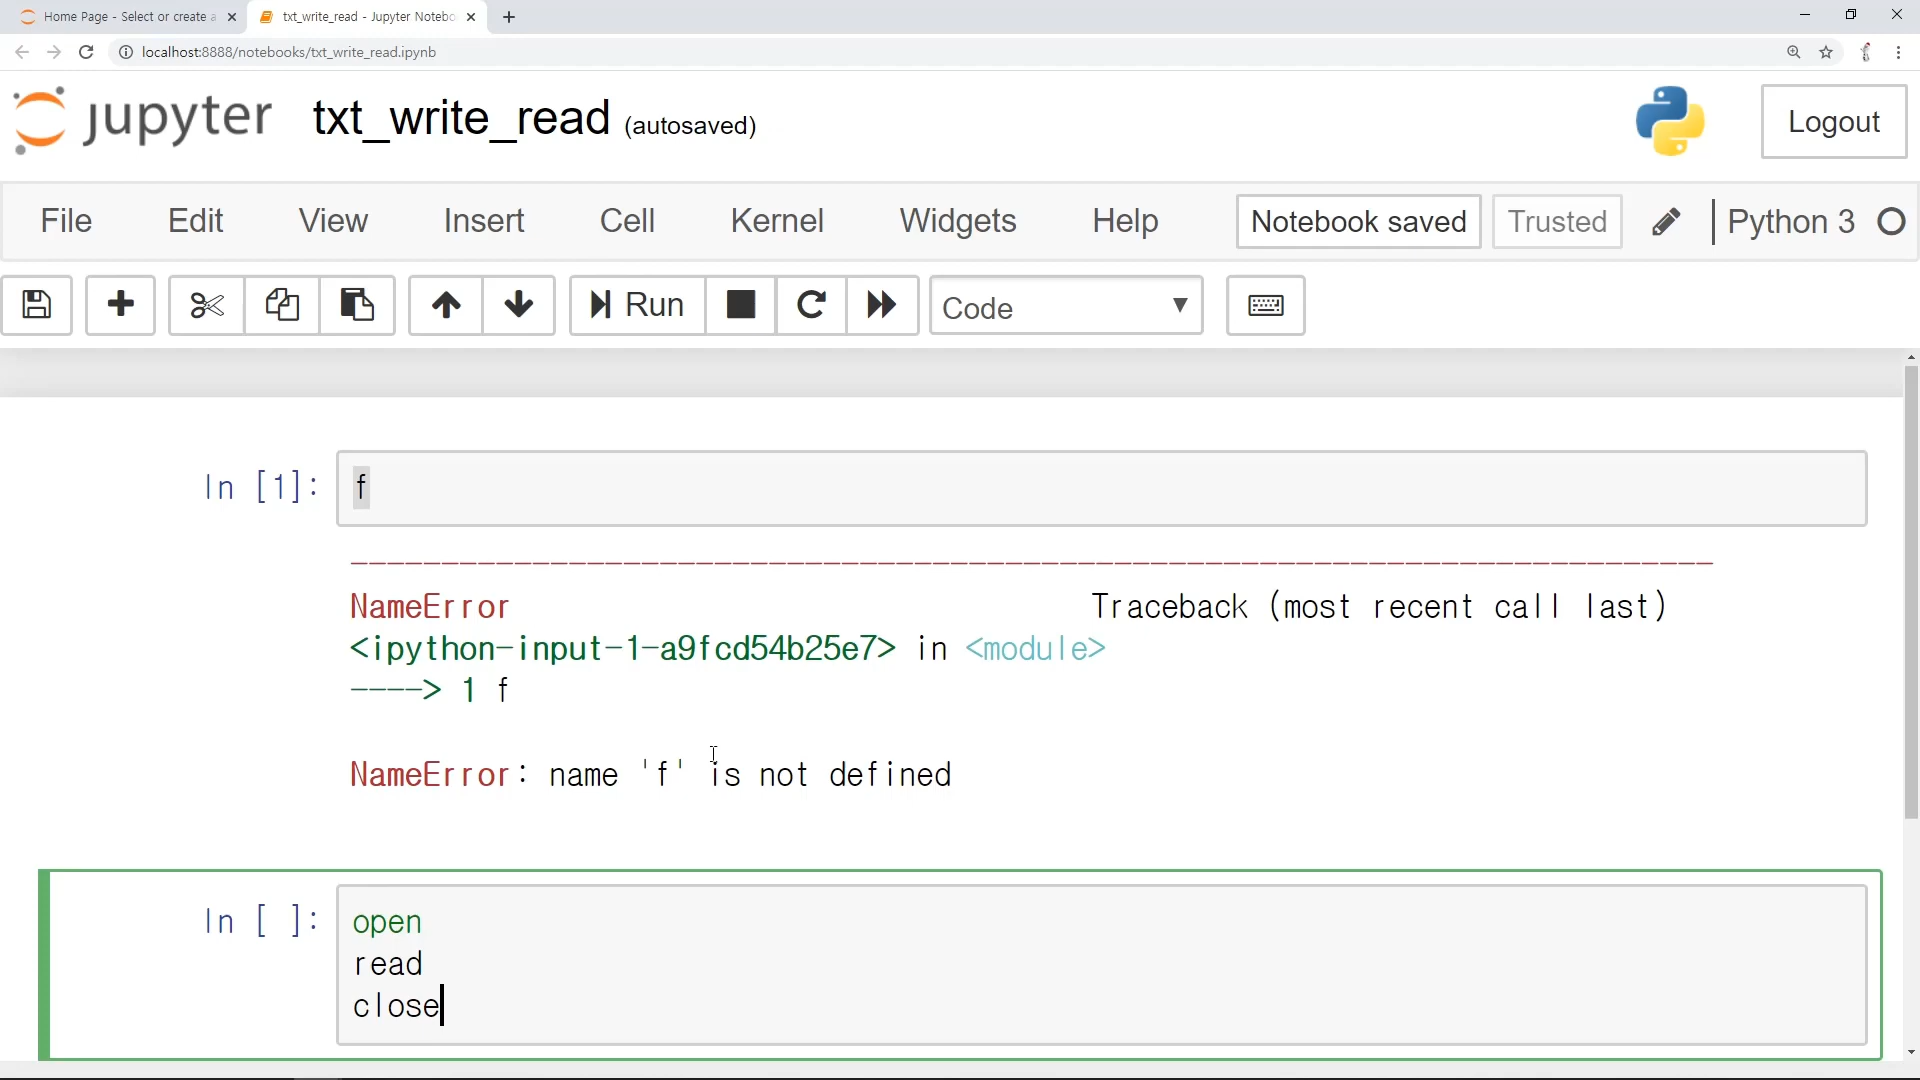 Home Page - Select or create a
txt_write_read - Jupyter Notebo
localhost:8888/notebooks/txt_write_read.ipynb
jupyter txt_write_read (autosaved)
Logout
File Edit View Insert Cell Kernel Widgets Help Notebook saved Trusted Python 3
Run Code
In [1]: f
---------------------------------------------------------------------------
NameError Traceback (most recent call last)
<ipython-input-1-a9fcd54b25e7> in <module>
----> 1 f
NameError: name 'f' is not defined
In [ ]: open
read
close